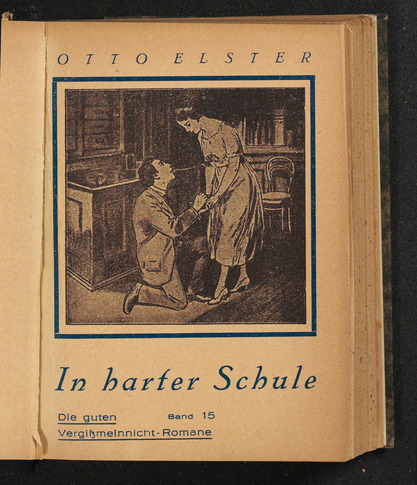 OTTO ELSTER
In harter Schule
Die guten Band 15
Vergißmeinnicht-Romane